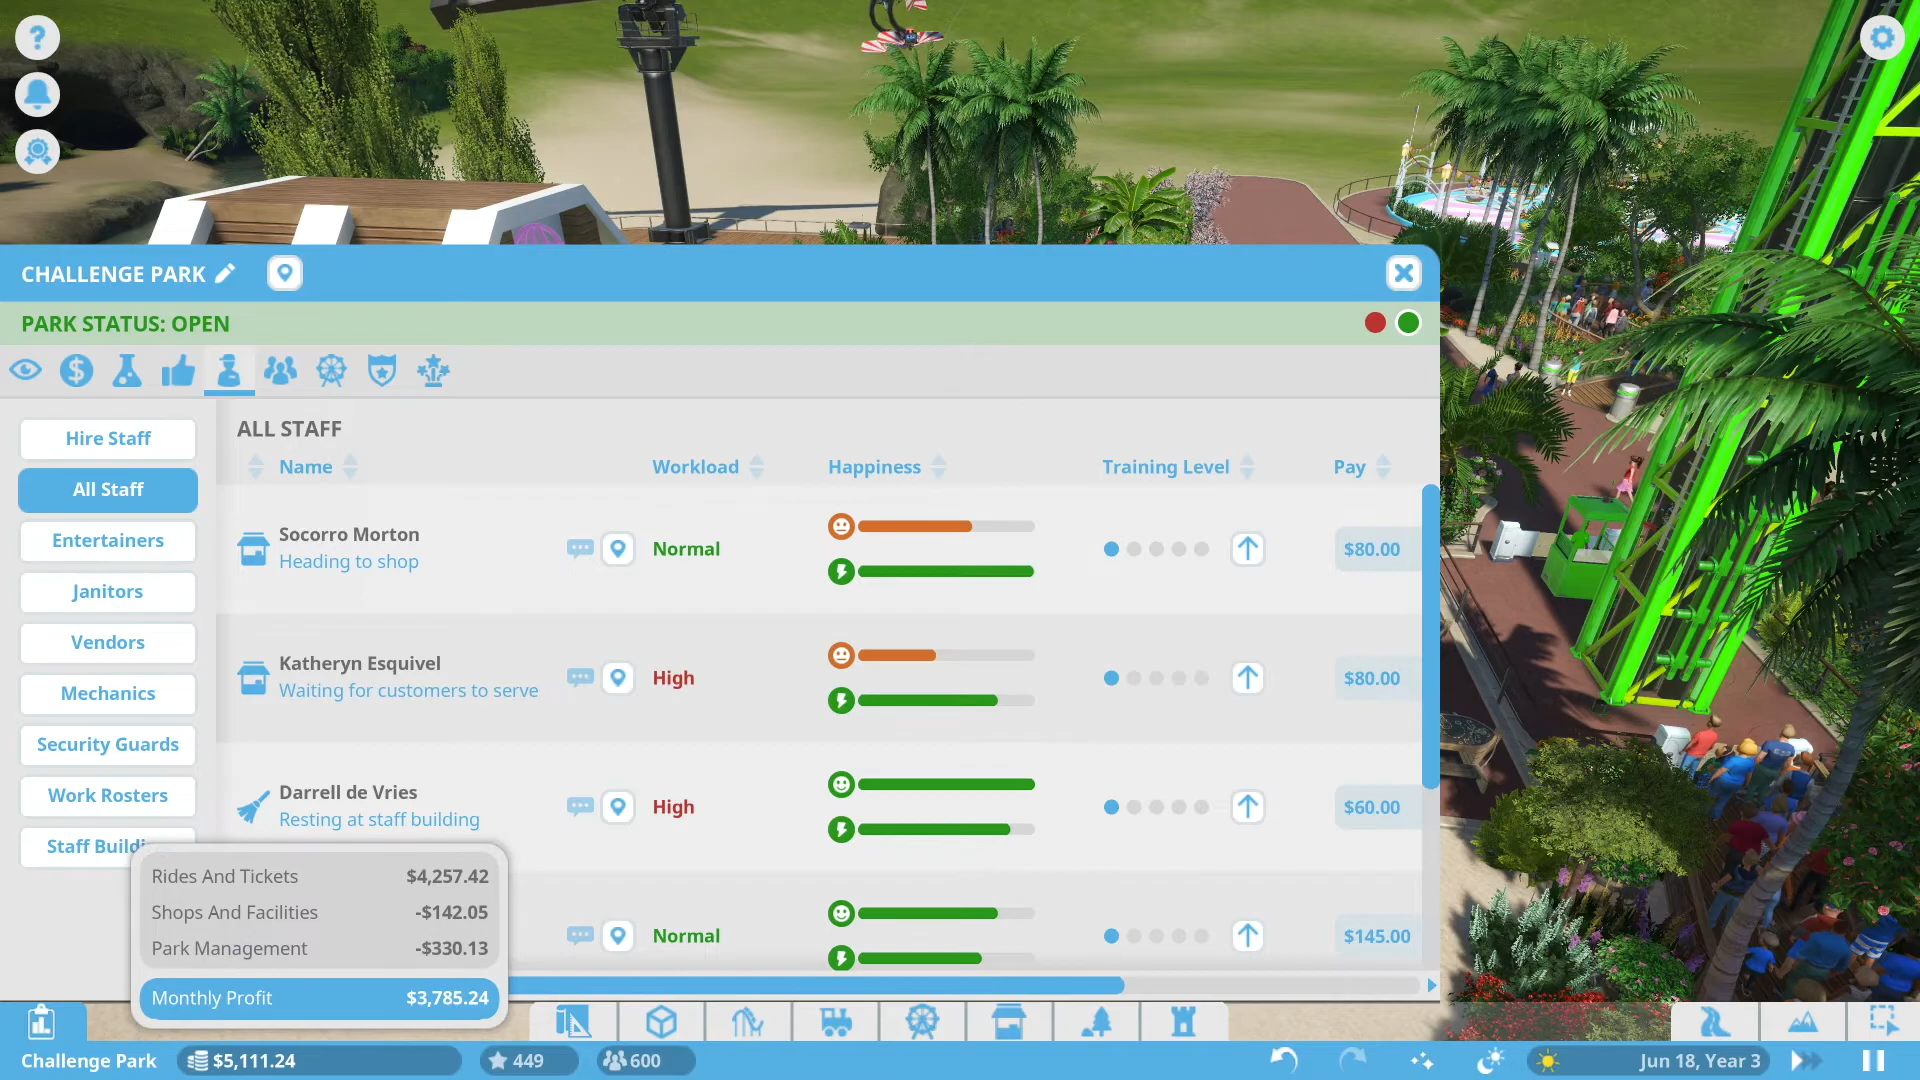 CHALLENGE PARK
PARK STATUS: OPEN
Hire Staff
All Staff
Entertainers
Janitors
Vendors
Mechanics
Security Guards
Work Rosters
Staff Buildi
ALL STAFF
Name Workload Happiness Training Level Pay
Socorro Morton
Heading to shop
Normal
$80.00
Katheryn Esquivel
Waiting for customers to serve
High
$80.00
Darrell de Vries
Resting at staff building
High
$60.00
Normal
$145.00
Rides And Tickets $4,257.42
Shops And Facilities -$142.05
Park Management -$330.13
Monthly Profit $3,785.24
Challenge Park $5,111.24 449 600 Jun 18, Year 3